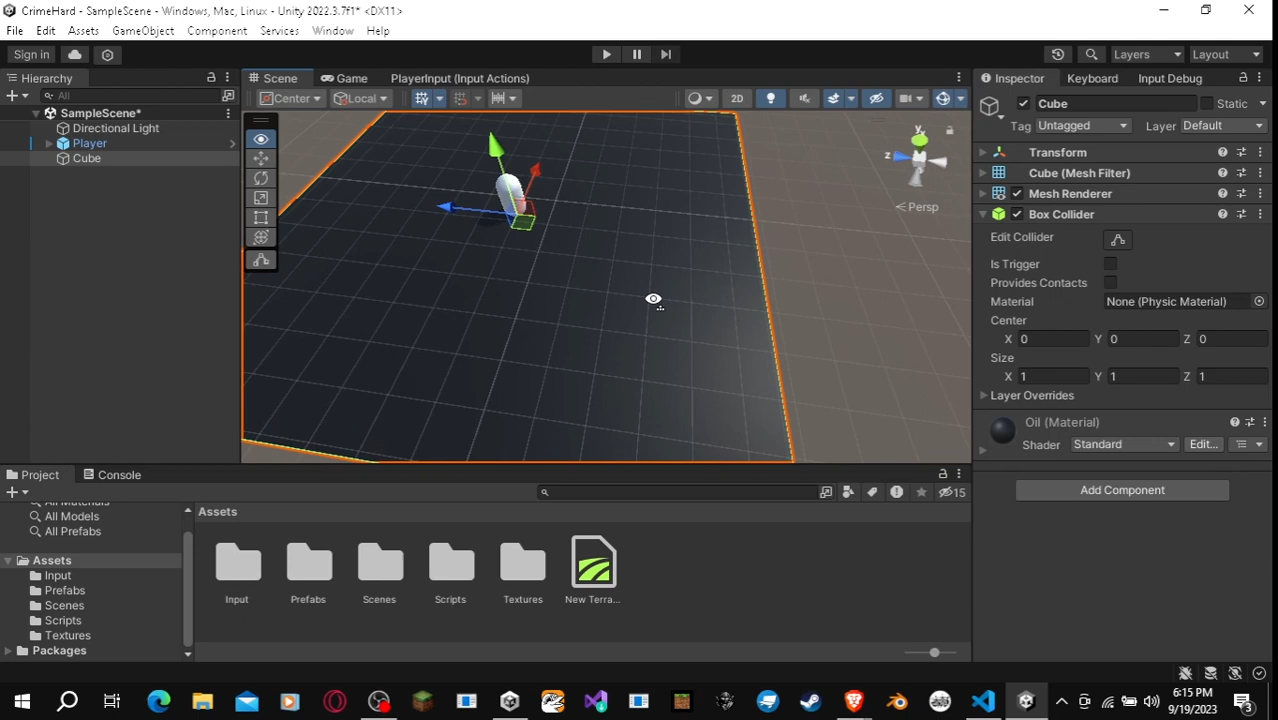 CrimeHard - SampleScene - Windows, Mac, Linux - Unity 2022.3.7f1* <DX11>
File Edit Assets GameObject Component Services Window Help
Sign in
Layers
Layout
Hierarchy
All
SampleScene*
Directional Light
Player
Cube
Scene
Game
PlayerInput (Input Actions)
Center
Local
2D
y
z
Persp
Inspector
Keyboard
Input Debug
Cube
Static
Tag Untagged
Layer Default
Transform
Cube (Mesh Filter)
Mesh Renderer
Box Collider
Edit Collider
Is Trigger
Provides Contacts
Material None (Physic Material)
Center
X 0 Y 0 Z 0
Size
X 1 Y 1 Z 1
Layer Overrides
Oil (Material)
Shader Standard Edit...
Add Component
Project
Console
15
All Materials
All Models
All Prefabs
Assets
Input
Prefabs
Scenes
Scripts
Textures
Packages
Assets
Input
Prefabs
Scenes
Scripts
Textures
New Terra...
6:15 PM
9/19/2023
3